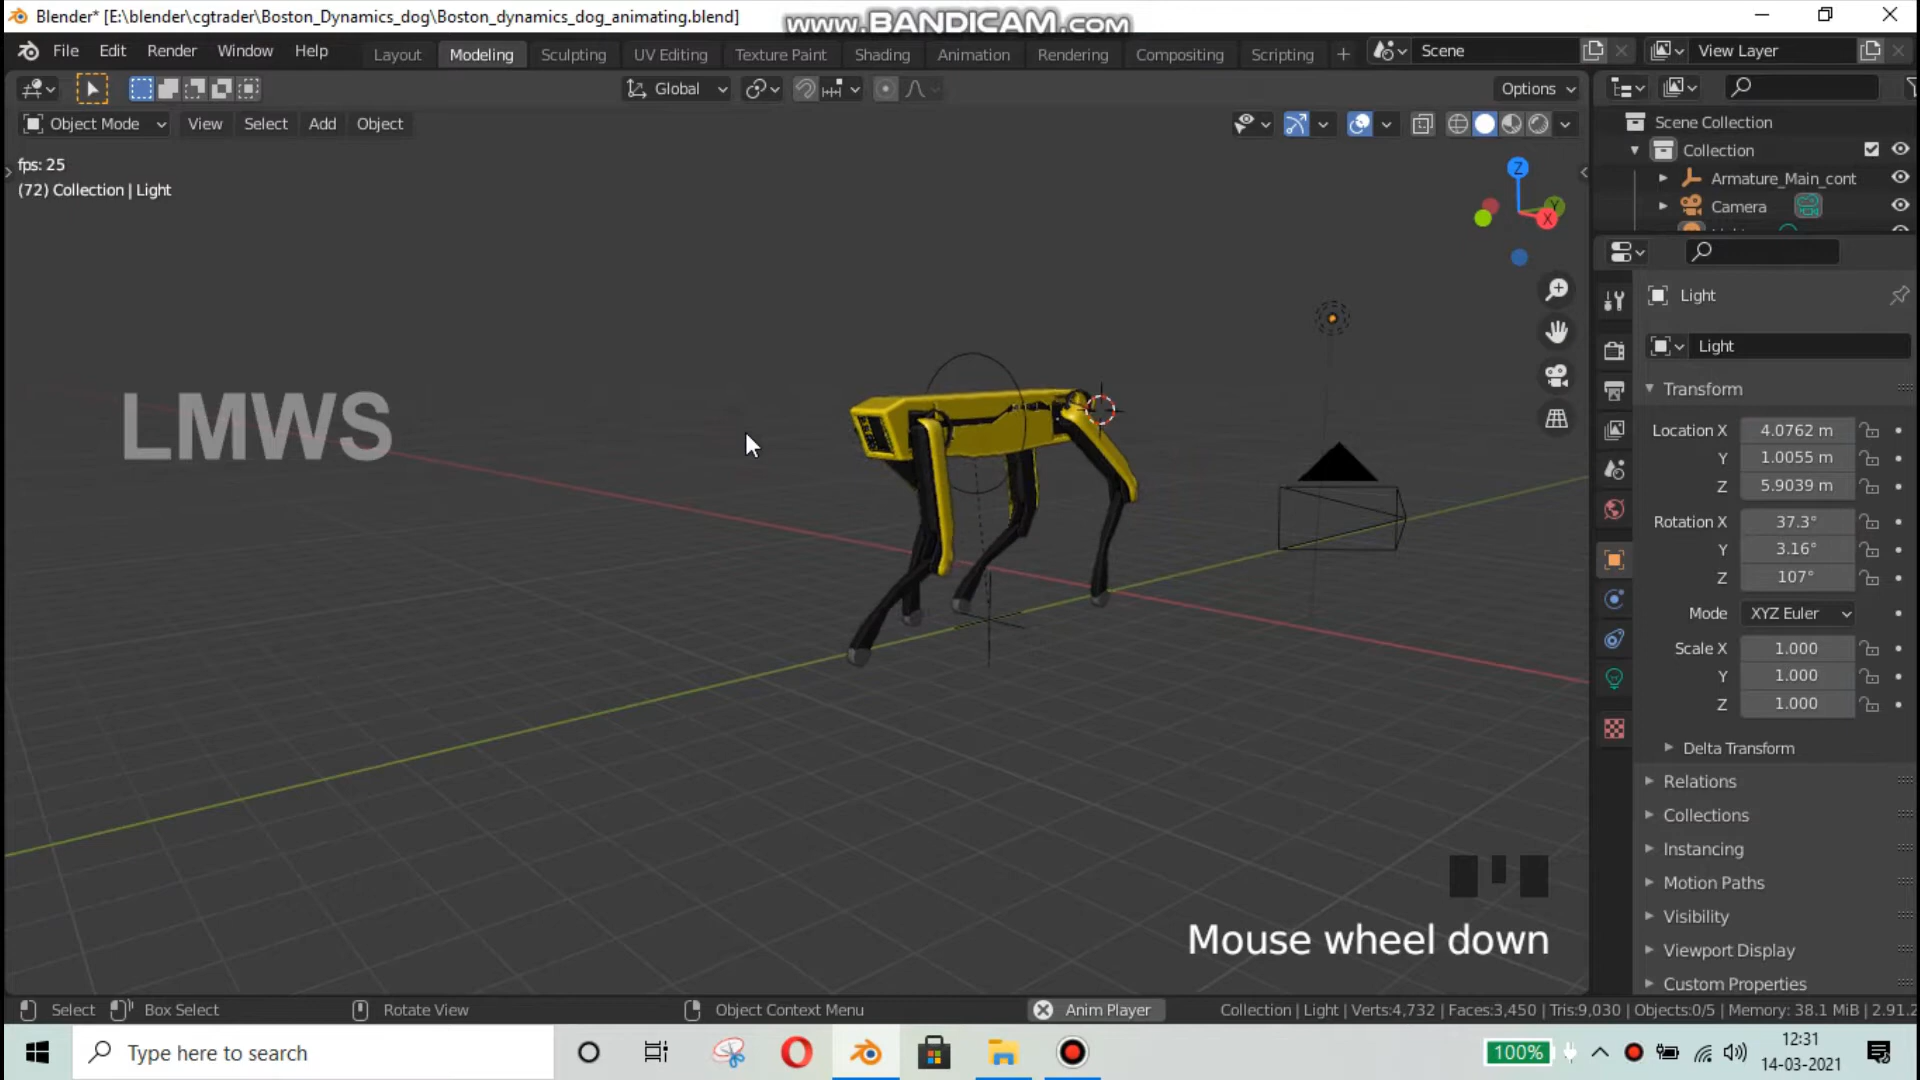 Blender* [E:\blender\cgtrader\Boston_Dynamics_dog\Boston_dynamics_dog_animating.blend]
www.BANDICAM.com
File Edit Render Window Help
Layout Modeling Sculpting UV Editing Texture Paint Shading Animation Rendering Compositing Scripting +
Scene
View Layer
Global
Options
Object Mode View Select Add Object
fps: 25
(72) Collection | Light
Z
Y
X
LMWS
Mouse wheel down
Scene Collection
Collection
Armature_Main_cont
Camera
Light
Light
Transform
Location X 4.0762 m
Y 1.0055 m
Z 5.9039 m
Rotation X 37.3°
Y 3.16°
Z 107°
Mode XYZ Euler
Scale X 1.000
Y 1.000
Z 1.000
Delta Transform
Relations
Collections
Instancing
Motion Paths
Visibility
Viewport Display
Custom Properties
Select Box Select Rotate View Object Context Menu Anim Player Collection | Light | Verts:4,732 | Faces:3,450 | Tris:9,030 | Objects:0/5 | Memory: 38.1 MiB | 2.91.2
Type here to search
100%
12:31
14-03-2021